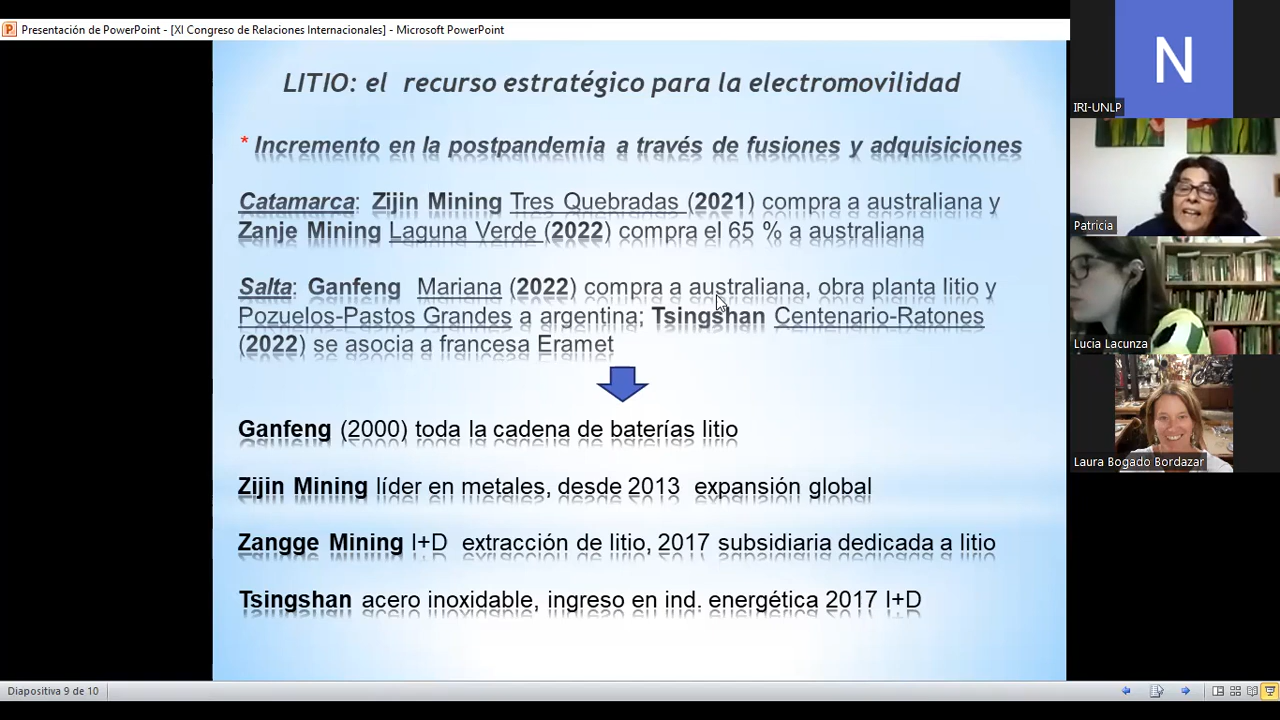 Presentación de PowerPoint - [XI Congreso de Relaciones Internacionales] - Microsoft PowerPoint
LITIO: el recurso estratégico para la electromovilidad
* Incremento en la postpandemia a través de fusiones y adquisiciones
Catamarca: Zijin Mining Tres Quebradas (2021) compra a australiana y
Zanje Mining Laguna Verde (2022) compra el 65 % a australiana
Salta: Ganfeng Mariana (2022) compra a australiana, obra planta litio y
Pozuelos-Pastos Grandes a argentina; Tsingshan Centenario-Ratones
(2022) se asocia a francesa Eramet
Ganfeng (2000) toda la cadena de baterías litio
Zijin Mining líder en metales, desde 2013 expansión global
Zangge Mining I+D extracción de litio, 2017 subsidiaria dedicada a litio
Tsingshan acero inoxidable, ingreso en ind. energética 2017 I+D
Diapositiva 9 de 10
N
IRI-UNLP
Patricia
Lucia Lacunza
Laura Bogado Bordazar